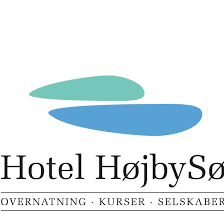 Hotel HøjbySø
OVERNATNING · KURSER · SELSKABER